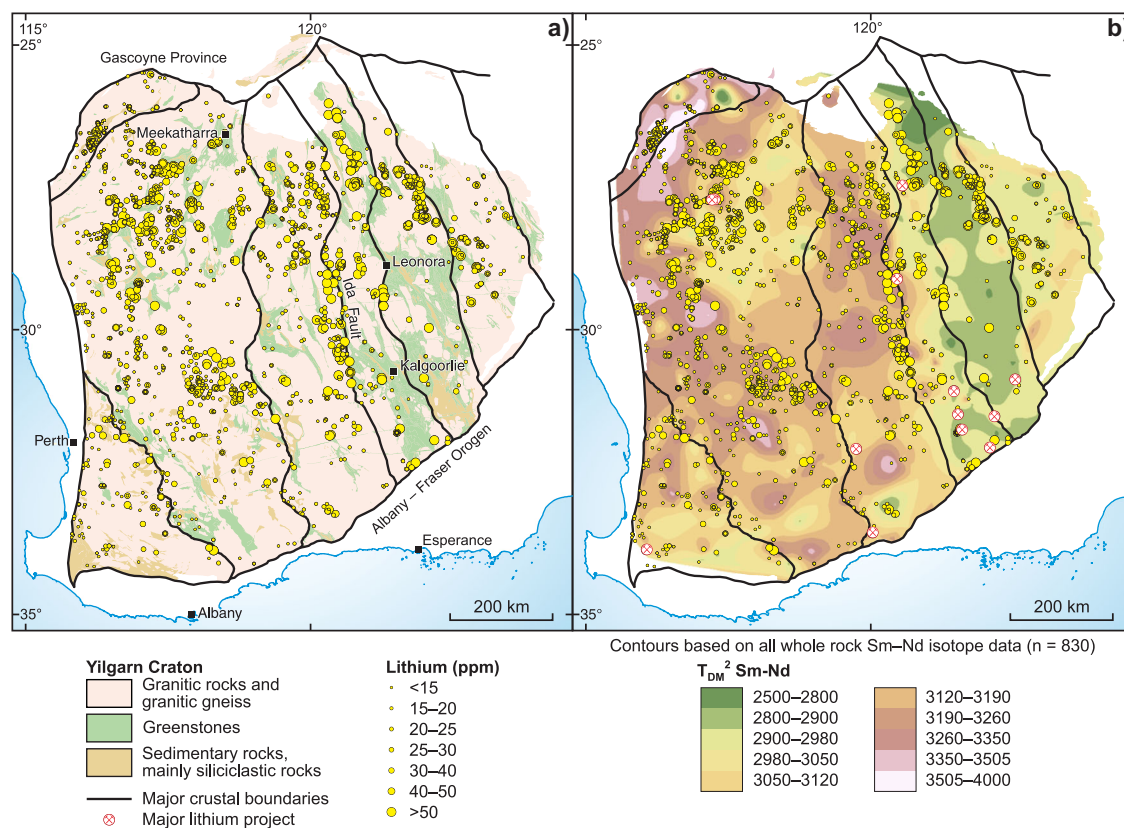 115°
120°
a)
25°
Gascoyne Province
Meekatharra
Leonora
Ida Fault
30°
Kalgoorlie
Perth
Albany – Fraser Orogen
Esperance
35°
Albany
200 km
120°
b)
200 km
Yilgarn Craton
Granitic rocks and
granitic gneiss
Greenstones
Sedimentary rocks,
mainly siliciclastic rocks
Major crustal boundaries
Major lithium project
Lithium (ppm)
<15
15–20
20–25
25–30
30–40
40–50
>50
Contours based on all whole rock Sm–Nd isotope data (n = 830)
T_DM² Sm-Nd
2500–2800
2800–2900
2900–2980
2980–3050
3050–3120
3120–3190
3190–3260
3260–3350
3350–3505
3505–4000